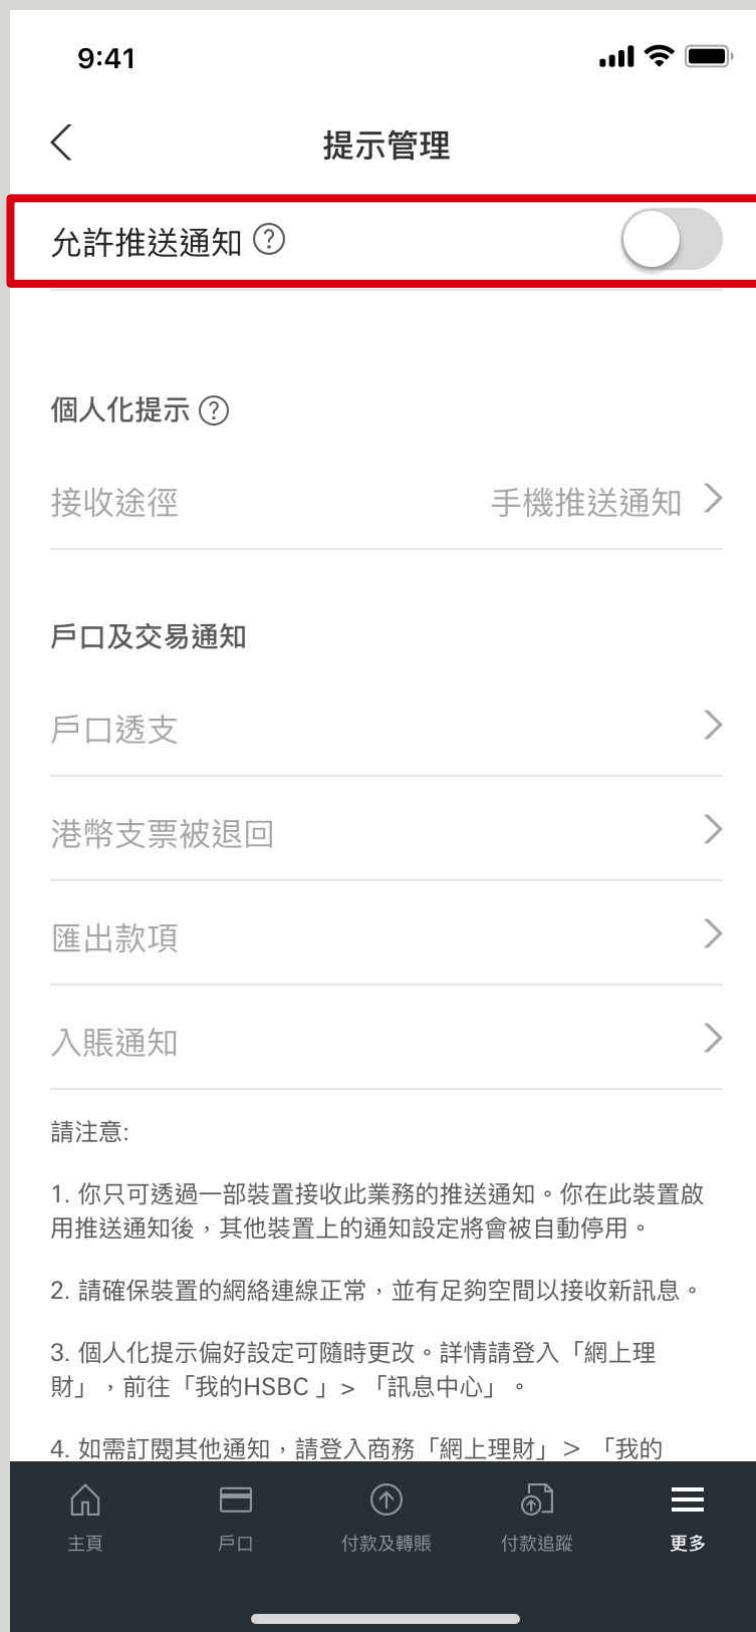 9:41
提示管理
允許推送通知 ?
個人化提示 ?
接收途徑 手機推送通知
戶口及交易通知
戶口透支
港幣支票被退回
匯出款項
入賬通知
請注意:
1. 你只可透過一部裝置接收此業務的推送通知。你在此裝置啟
用推送通知後，其他裝置上的通知設定將會被自動停用。
2. 請確保裝置的網絡連線正常，並有足夠空間以接收新訊息。
3. 個人化提示偏好設定可隨時更改。詳情請登入「網上理
財」，前往「我的HSBC 」> 「訊息中心」。
4. 如需訂閱其他通知，請登入商務「網上理財」＞ 「我的
主頁 戶口 付款及轉賬 付款追蹤 更多